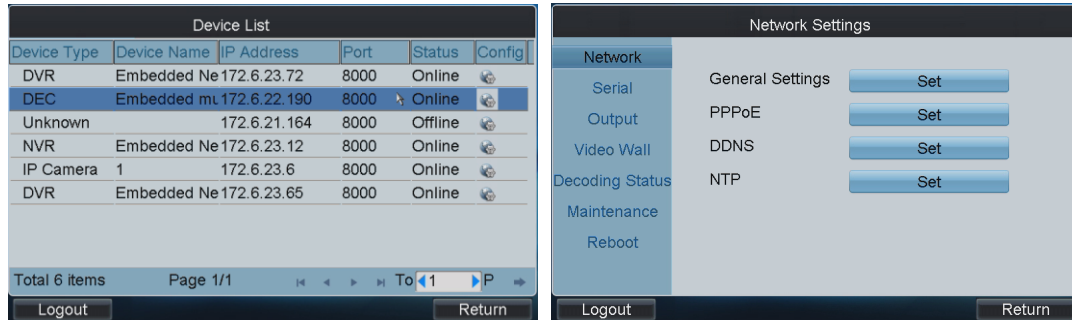 Device List
Device Type Device Name IP Address Port Status Config
DVR Embedded Ne 172.6.23.72 8000 Online
DEC Embedded mu 172.6.22.190 8000 Online
Unknown 172.6.21.164 8000 Offline
NVR Embedded Ne 172.6.23.12 8000 Online
IP Camera 1 172.6.23.6 8000 Online
DVR Embedded Ne 172.6.23.65 8000 Online
Total 6 items Page 1/1 To 1 P
Logout Return
Network Settings
Network
Serial
Output
Video Wall
Decoding Status
Maintenance
Reboot
General Settings Set
PPPoE Set
DDNS Set
NTP Set
Logout Return